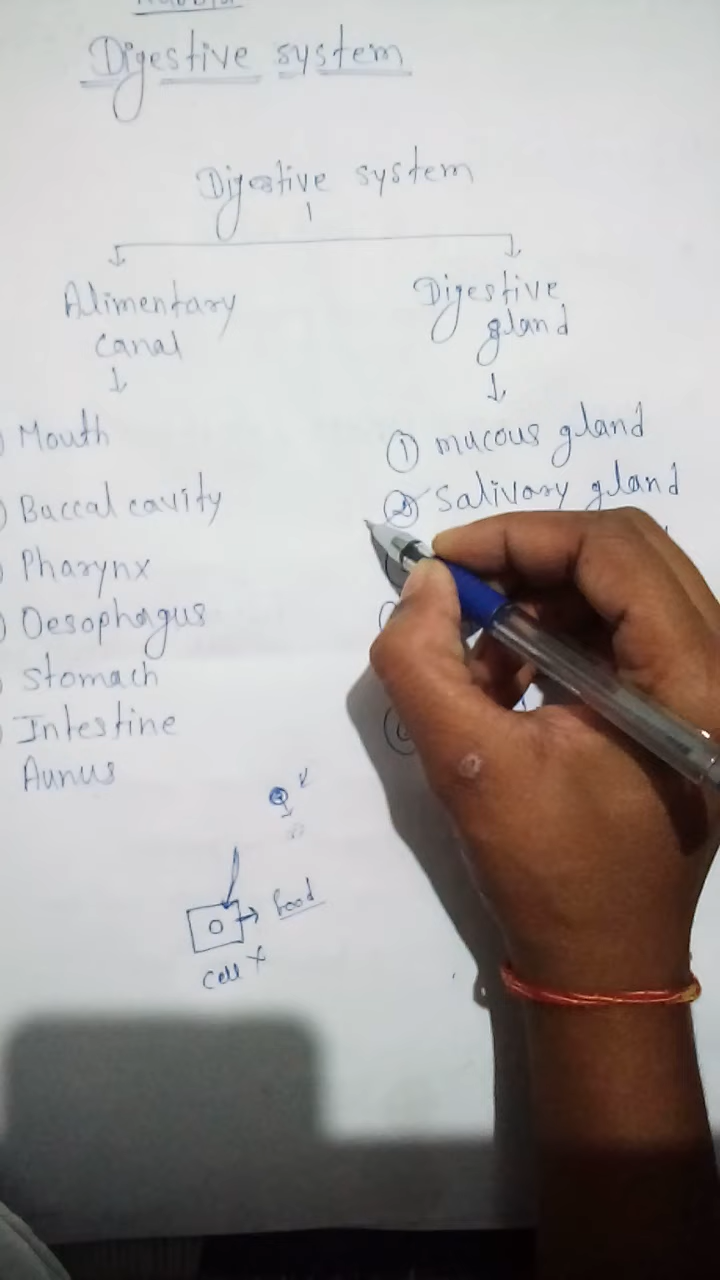 Digestive system
Digestive system
Alimentary
canal
Digestive
gland
Mouth
Buccal cavity
Pharynx
Oesophagus
Stomach
Intestine
Aunus
① mucous gland
② Salivary gland
food
cell x